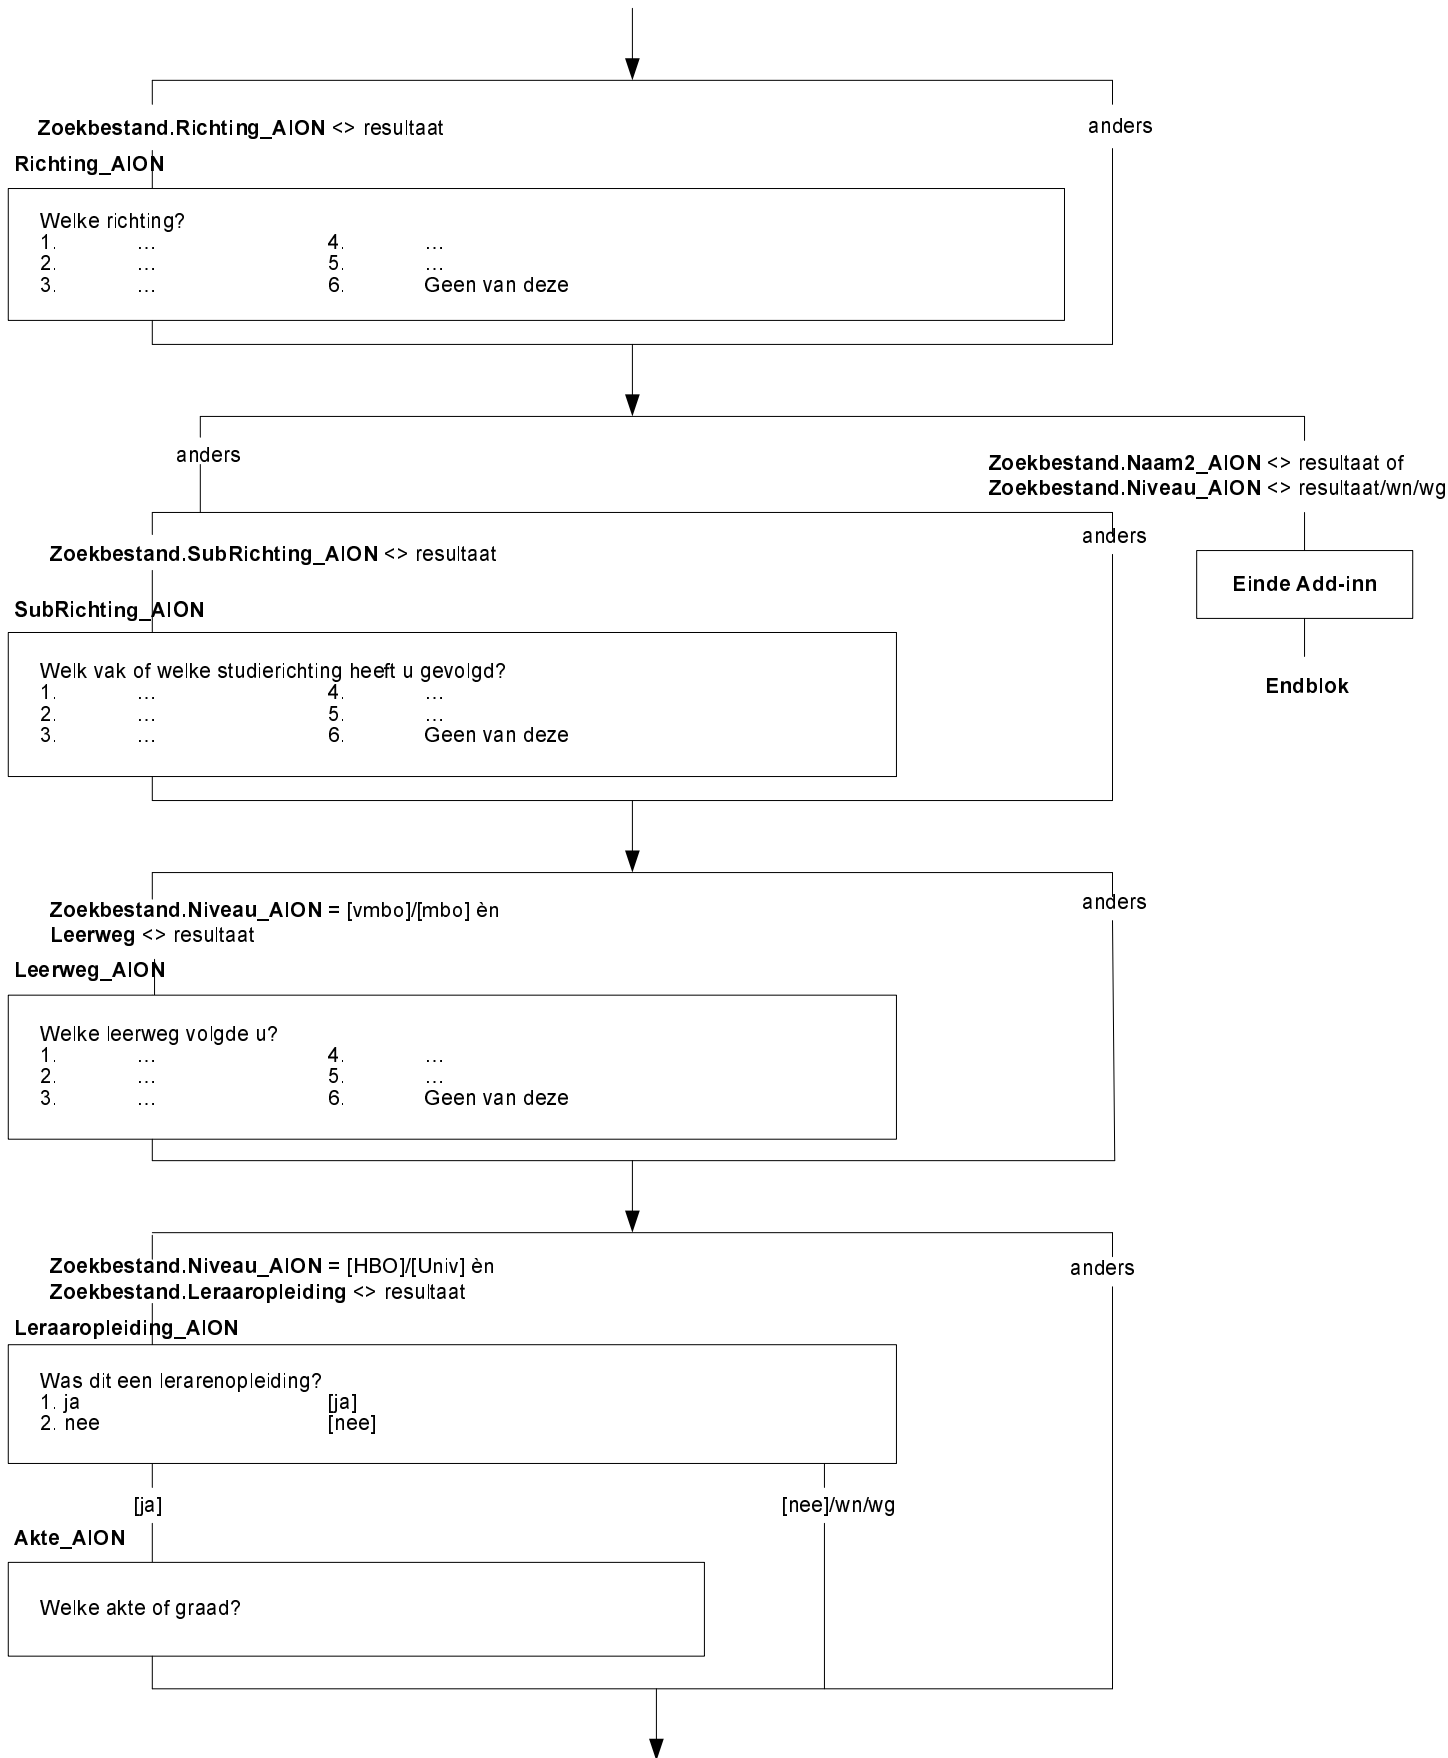 Zoekbestand.Richting_AION <> resultaat
anders
Richting_AION
Welke richting?
1. ... 4. ...
2. ... 5. ...
3. ... 6. Geen van deze
anders
Zoekbestand.Naam2_AION <> resultaat of
Zoekbestand.Niveau_AION <> resultaat/wn/wg
anders
Zoekbestand.SubRichting_AION <> resultaat
Einde Add-inn
SubRichting_AION
Welk vak of welke studierichting heeft u gevolgd?
1. ... 4. ...
2. ... 5. ...
3. ... 6. Geen van deze
Endblok
Zoekbestand.Niveau_AION = [vmbo]/[mbo] èn
Leerweg <> resultaat
anders
Leerweg_AION
Welke leerweg volgde u?
1. ... 4. ...
2. ... 5. ...
3. ... 6. Geen van deze
Zoekbestand.Niveau_AION = [HBO]/[Univ] èn
Zoekbestand.Leraaropleiding <> resultaat
anders
Leraaropleiding_AION
Was dit een lerarenopleiding?
1. ja [ja]
2. nee [nee]
[ja] [nee]/wn/wg
Akte_AION
Welke akte of graad?